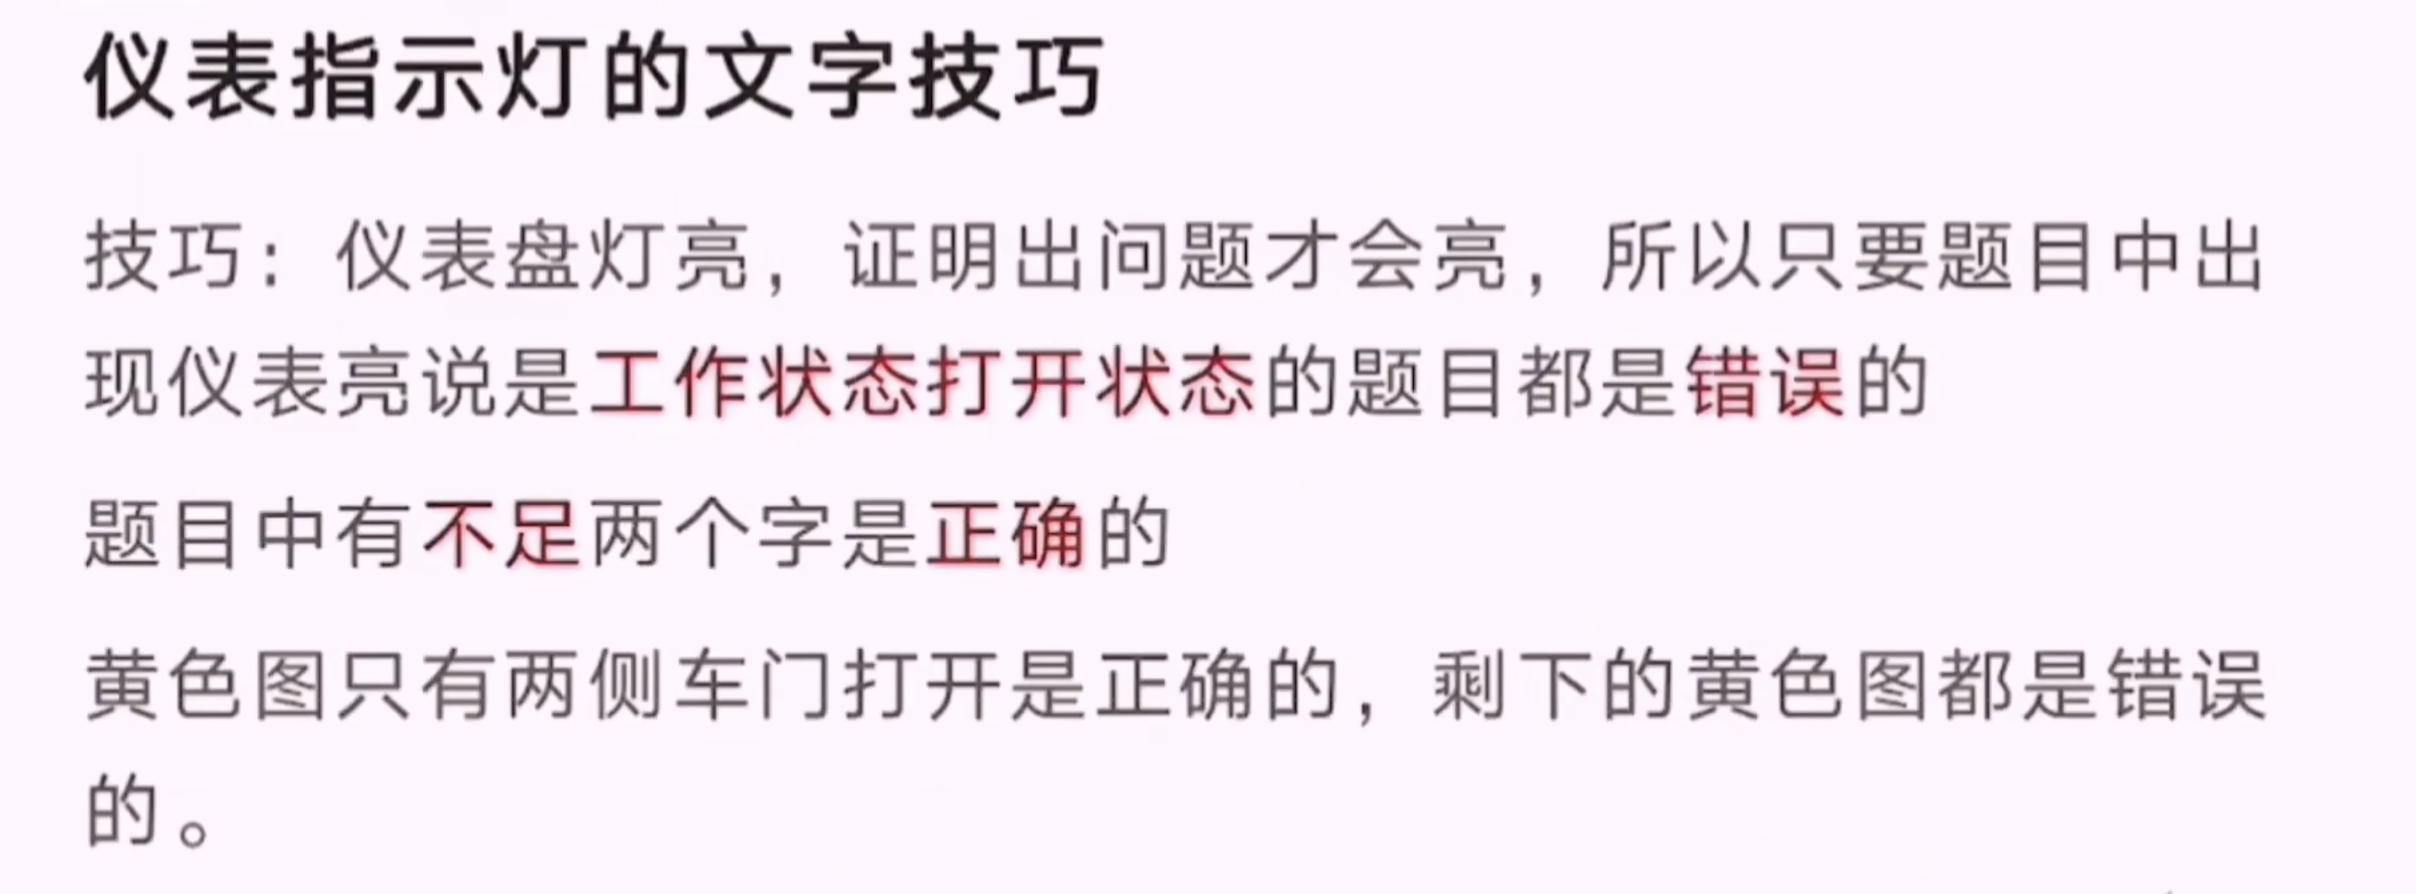 仪表指示灯的文字技巧
技巧：仪表盘灯亮，证明出问题才会亮，所以只要题目中出
现仪表亮说是工作状态打开状态的题目都是错误的
题目中有不足两个字是正确的
黄色图只有两侧车门打开是正确的，剩下的黄色图都是错误
的。